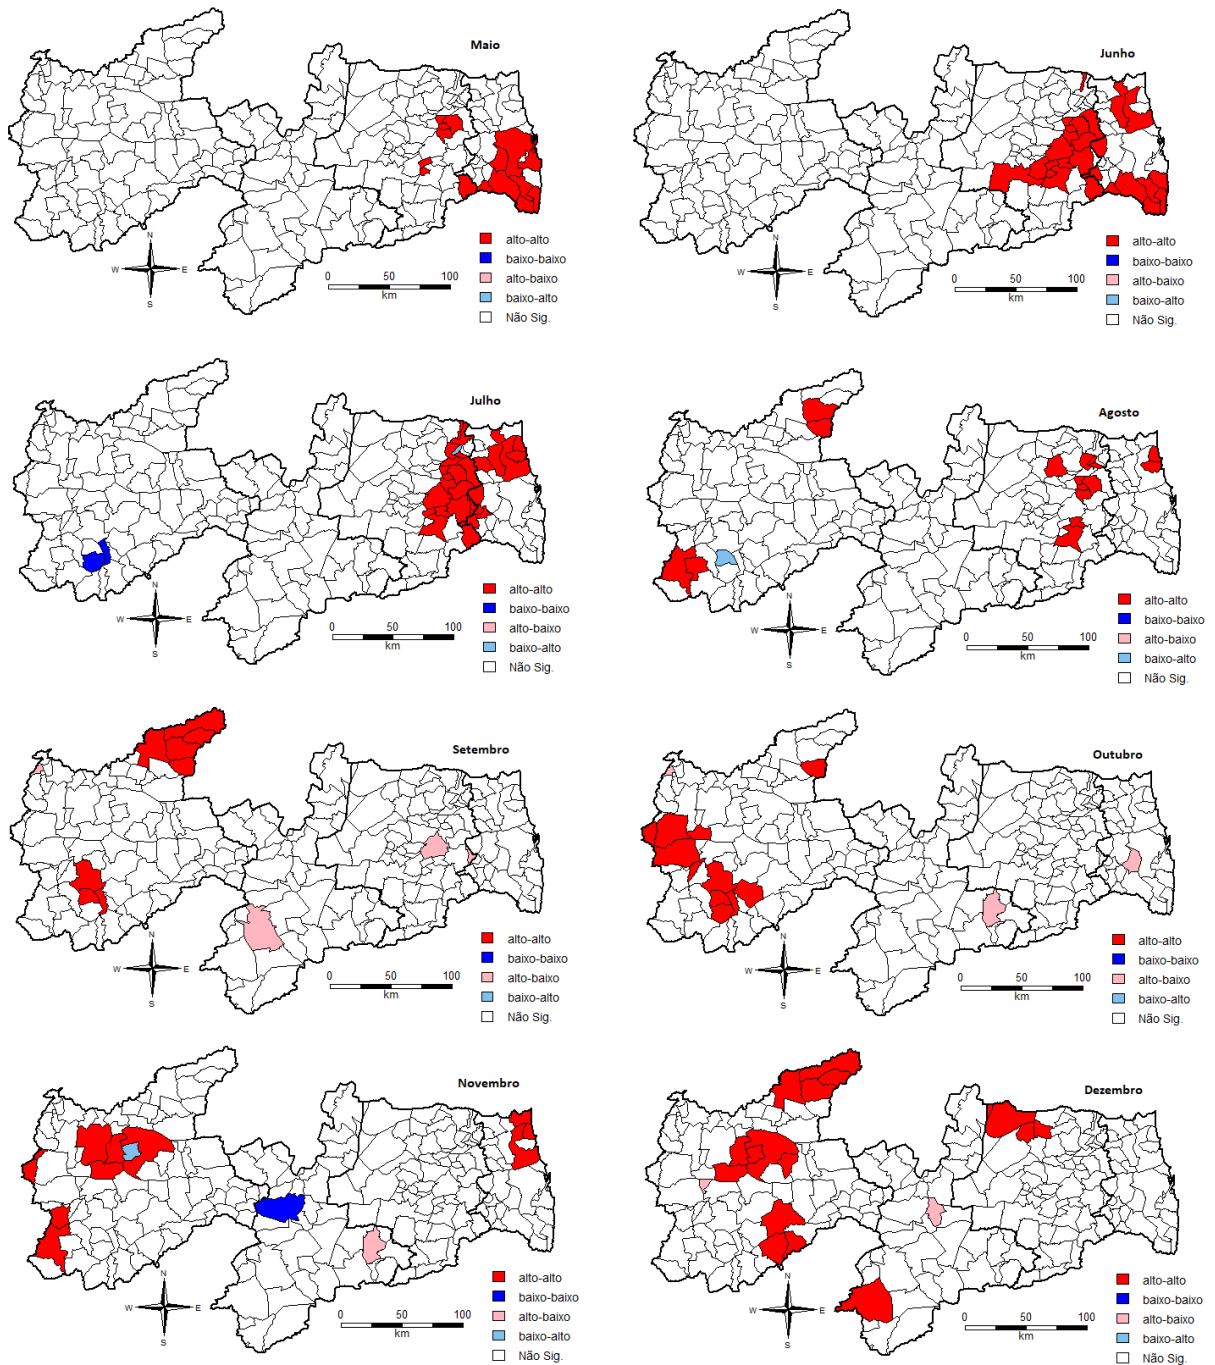 Maio
N
W E
S
0 50 100
km
alto-alto
baixo-baixo
alto-baixo
baixo-alto
Não Sig.
Junho
N
W E
S
0 50 100
km
alto-alto
baixo-baixo
alto-baixo
baixo-alto
Não Sig.
Julho
N
W E
S
0 50 100
km
alto-alto
baixo-baixo
alto-baixo
baixo-alto
Não Sig.
Agosto
N
W E
S
0 50 100
km
alto-alto
baixo-baixo
alto-baixo
baixo-alto
Não Sig.
Setembro
N
W E
S
0 50 100
km
alto-alto
baixo-baixo
alto-baixo
baixo-alto
Não Sig.
Outubro
N
W E
S
0 50 100
km
alto-alto
baixo-baixo
alto-baixo
baixo-alto
Não Sig.
Novembro
N
W E
S
0 50 100
km
alto-alto
baixo-baixo
alto-baixo
baixo-alto
Não Sig.
Dezembro
N
W E
S
0 50 100
km
alto-alto
baixo-baixo
alto-baixo
baixo-alto
Não Sig.